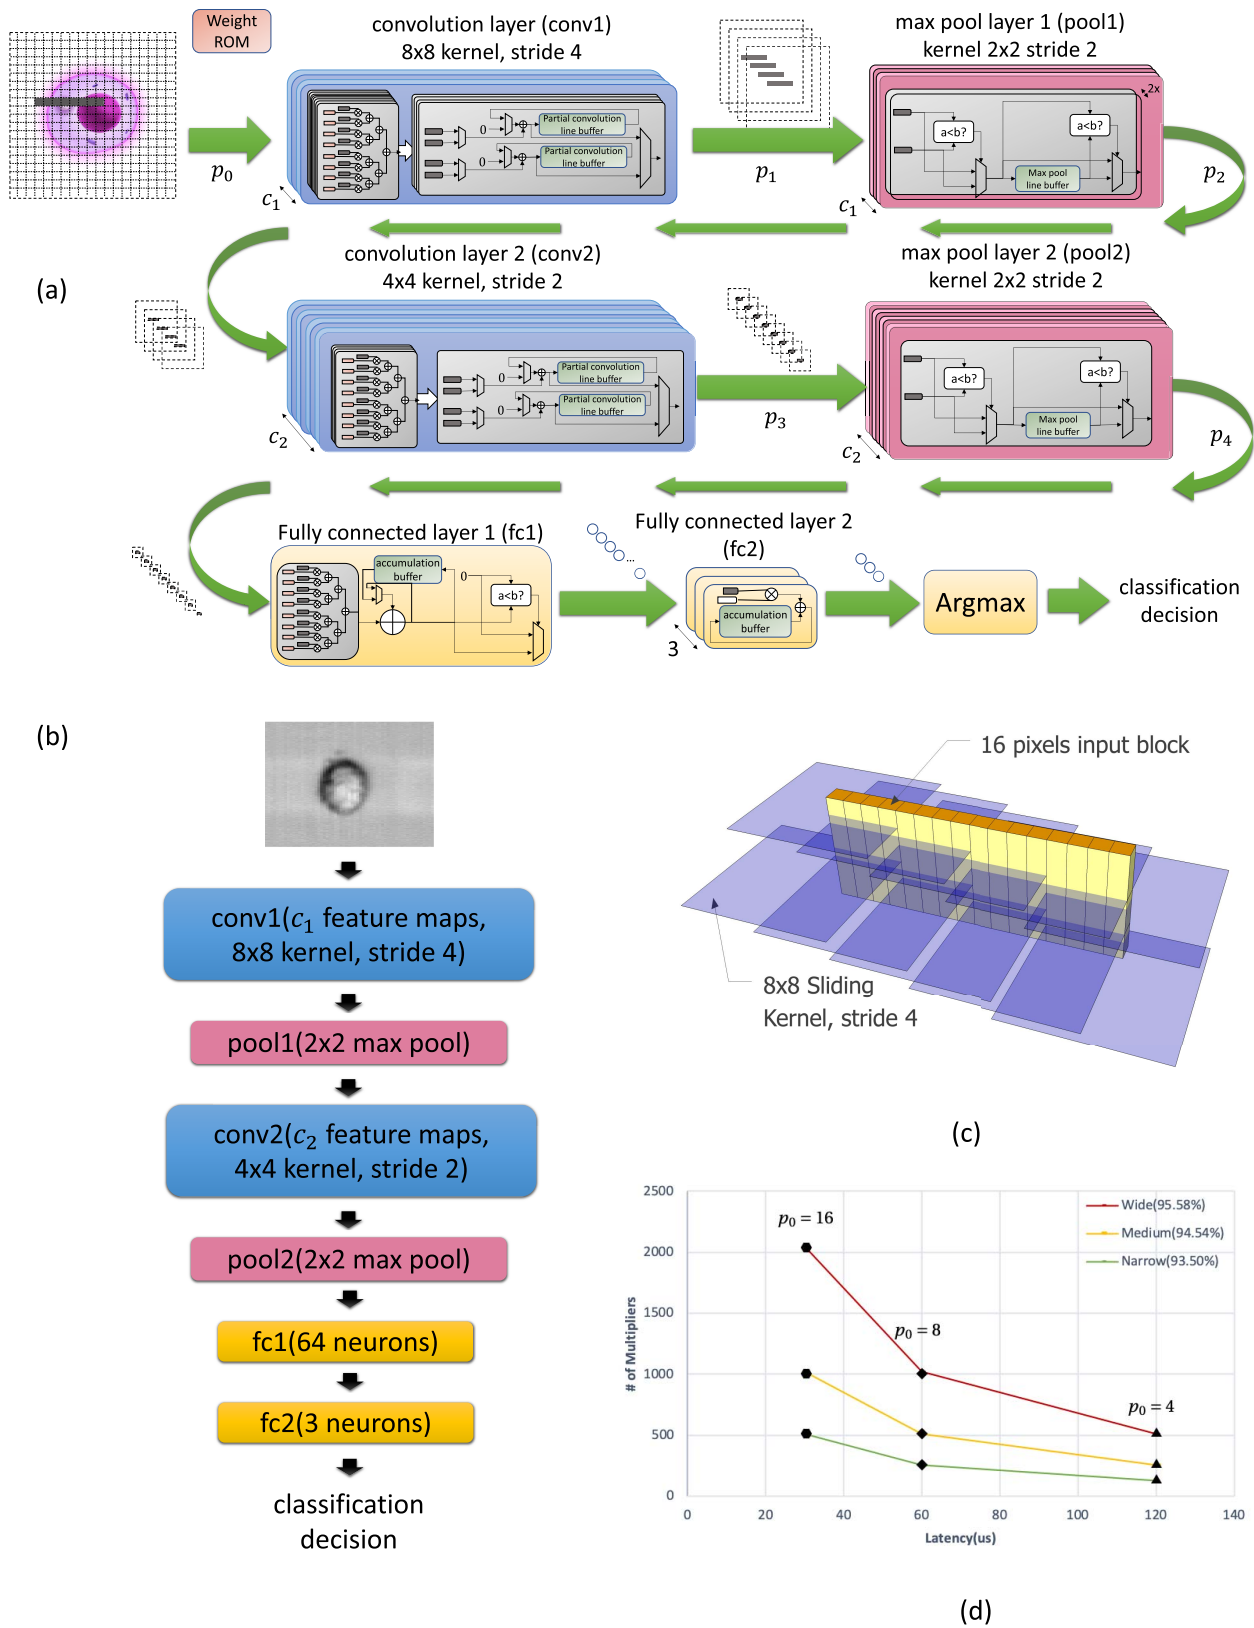 Weight
ROM
convolution layer (conv1)
8x8 kernel, stride 4
max pool layer 1 (pool1)
kernel 2x2 stride 2
p₀
c₁
0
0
Partial convolution
line buffer
Partial convolution
line buffer
p₁
2x
a<b?
a<b?
Max pool
line buffer
c₁
p₂
(a)
convolution layer 2 (conv2)
4x4 kernel, stride 2
max pool layer 2 (pool2)
kernel 2x2 stride 2
c₂
0
0
Partial convolution
line buffer
Partial convolution
line buffer
p₃
a<b?
a<b?
Max pool
line buffer
c₂
p₄
Fully connected layer 1 (fc1)
accumulation
buffer
0
a<b?
...
Fully connected layer 2
(fc2)
accumulation
buffer
3
Argmax
classification
decision
(b)
conv1(c₁ feature maps,
8x8 kernel, stride 4)
pool1(2x2 max pool)
conv2(c₂ feature maps,
4x4 kernel, stride 2)
pool2(2x2 max pool)
fc1(64 neurons)
fc2(3 neurons)
classification
decision
16 pixels input block
8x8 Sliding
Kernel, stride 4
(c)
2500
2000
1500
1000
500
0
# of Multipliers
p₀ = 16
p₀ = 8
p₀ = 4
Wide(95.58%)
Medium(94.54%)
Narrow(93.50%)
0 20 40 60 80 100 120 140
Latency(us)
(d)